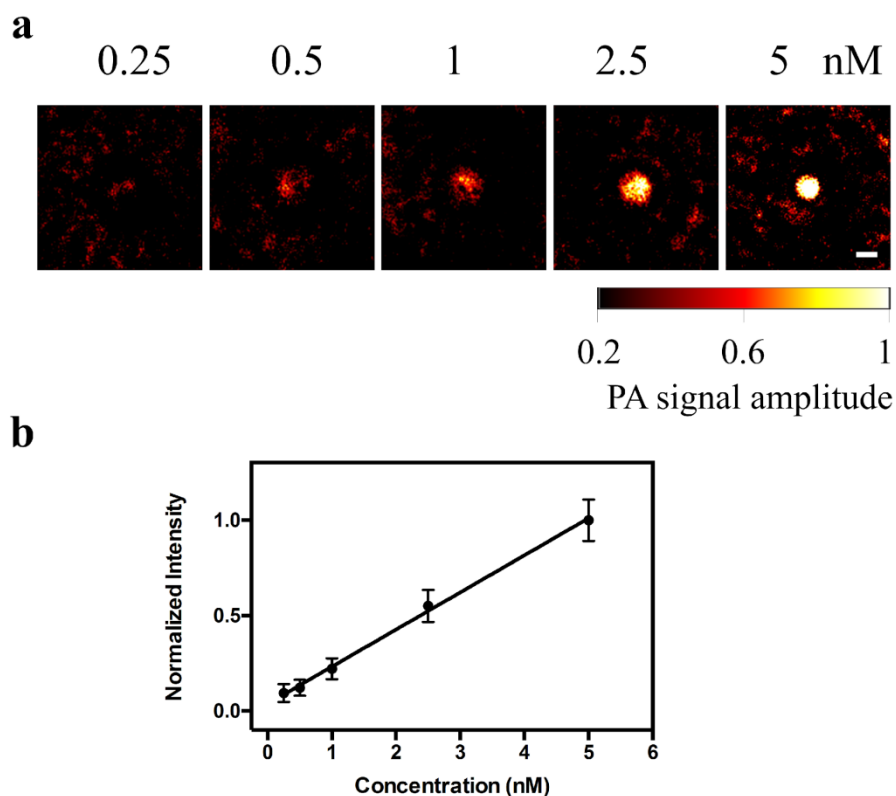 a
0.25 0.5 1 2.5 5 nM
0.2 0.6 1
PA signal amplitude
b
Normalized Intensity
1.0
0.5
0.0
0 1 2 3 4 5 6
Concentration (nM)